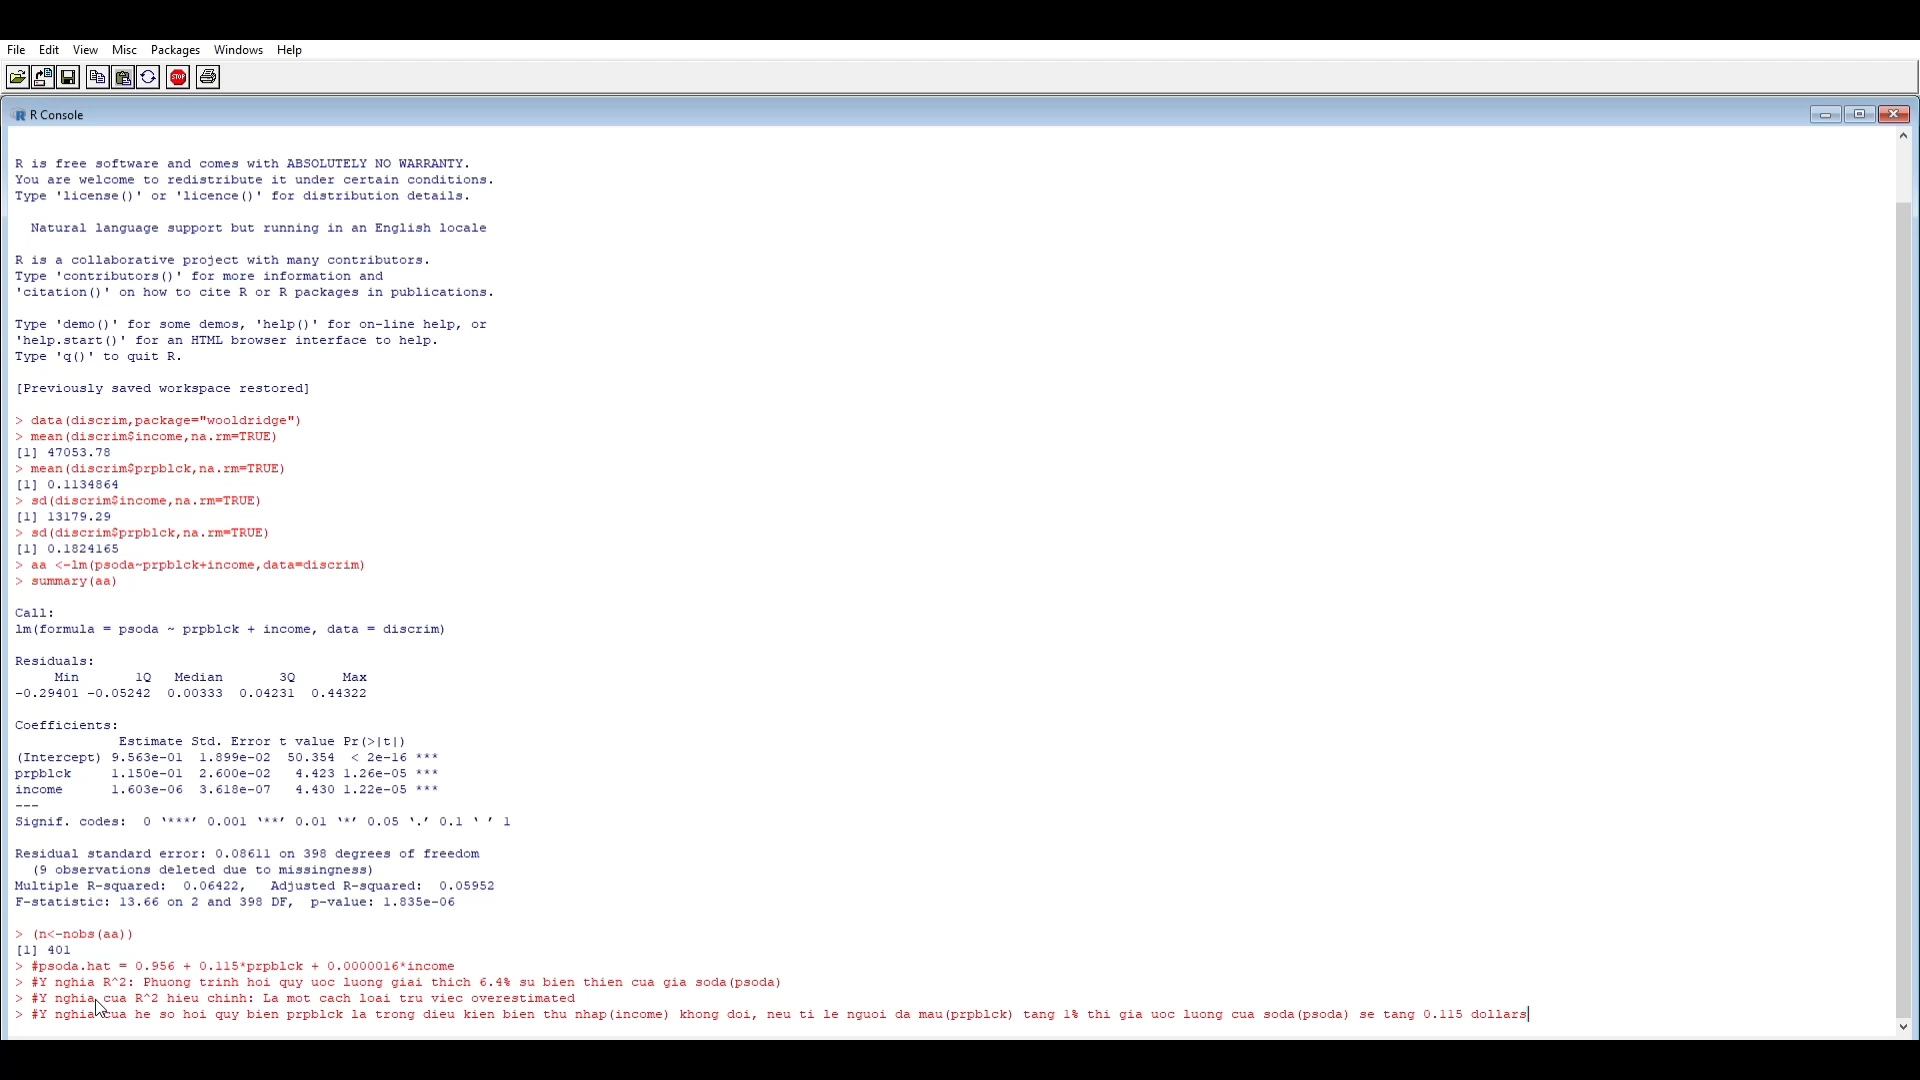 File Edit View Misc Packages Windows Help
STOP
R Console
R is free software and comes with ABSOLUTELY NO WARRANTY.
You are welcome to redistribute it under certain conditions.
Type 'license()' or 'licence()' for distribution details.
Natural language support but running in an English locale
R is a collaborative project with many contributors.
Type 'contributors()' for more information and
'citation()' on how to cite R or R packages in publications.
Type 'demo()' for some demos, 'help()' for on-line help, or
'help.start()' for an HTML browser interface to help.
Type 'q()' to quit R.
[Previously saved workspace restored]
> data(discrim,package="wooldridge")
> mean(discrim$income,na.rm=TRUE)
[1] 47053.78
> mean(discrim$prpblck,na.rm=TRUE)
[1] 0.1134864
> sd(discrim$income,na.rm=TRUE)
[1] 13179.29
> sd(discrim$prpblck,na.rm=TRUE)
[1] 0.1824165
> aa <-lm(psoda~prpblck+income,data=discrim)
> summary(aa)
Call:
lm(formula = psoda ~ prpblck + income, data = discrim)
Residuals:
Min 1Q Median 3Q Max
-0.29401 -0.05242 0.00333 0.04231 0.44322
Coefficients:
Estimate Std. Error t value Pr(>|t|)
(Intercept) 9.563e-01 1.899e-02 50.354 < 2e-16 ***
prpblck 1.150e-01 2.600e-02 4.423 1.26e-05 ***
income 1.603e-06 3.618e-07 4.430 1.22e-05 ***
---
Signif. codes: 0 ‘***’ 0.001 ‘**’ 0.01 ‘*’ 0.05 ‘.’ 0.1 ‘ ’ 1
Residual standard error: 0.08611 on 398 degrees of freedom
(9 observations deleted due to missingness)
Multiple R-squared: 0.06422, Adjusted R-squared: 0.05952
F-statistic: 13.66 on 2 and 398 DF, p-value: 1.835e-06
> (n<-nobs(aa))
[1] 401
> #psoda.hat = 0.956 + 0.115*prpblck + 0.0000016*income
> #Y nghia R^2: Phuong trinh hoi quy uoc luong giai thich 6.4% su bien thien cua gia soda(psoda)
> #Y nghia cua R^2 hieu chinh: La mot cach loai tru viec overestimated
> #Y nghia cua he so hoi quy bien prpblck la trong dieu kien bien thu nhap(income) khong doi, neu ti le nguoi da mau(prpblck) tang 1% thi gia uoc luong cua soda(psoda) se tang 0.115 dollars